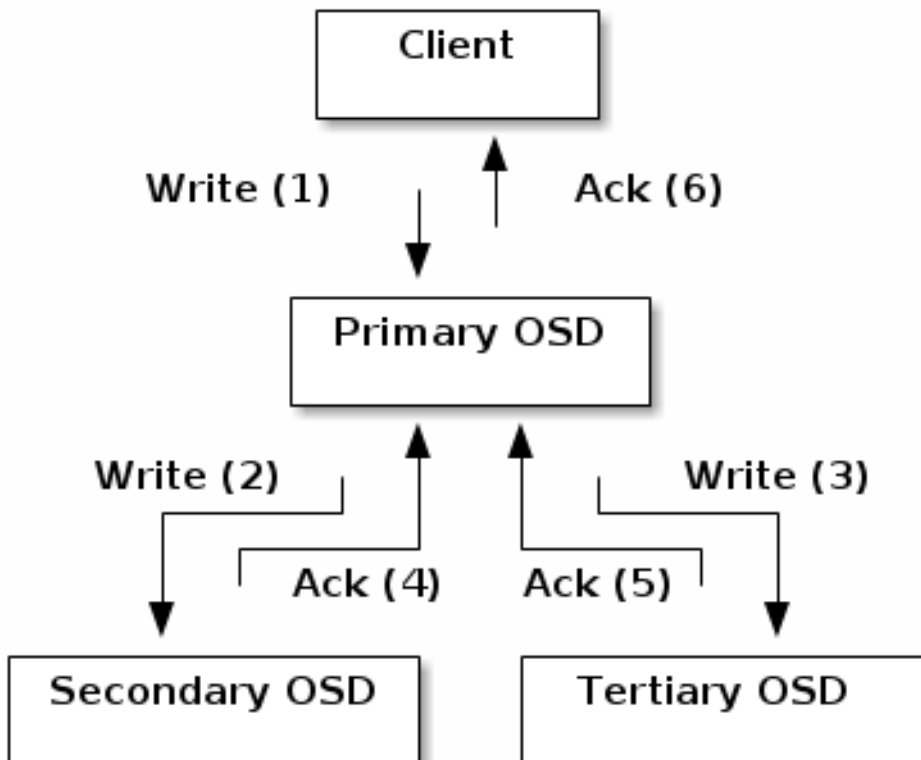 Client
Write (1)
Ack (6)
Primary OSD
Write (2)
Write (3)
Ack (4)
Ack (5)
Secondary OSD
Tertiary OSD